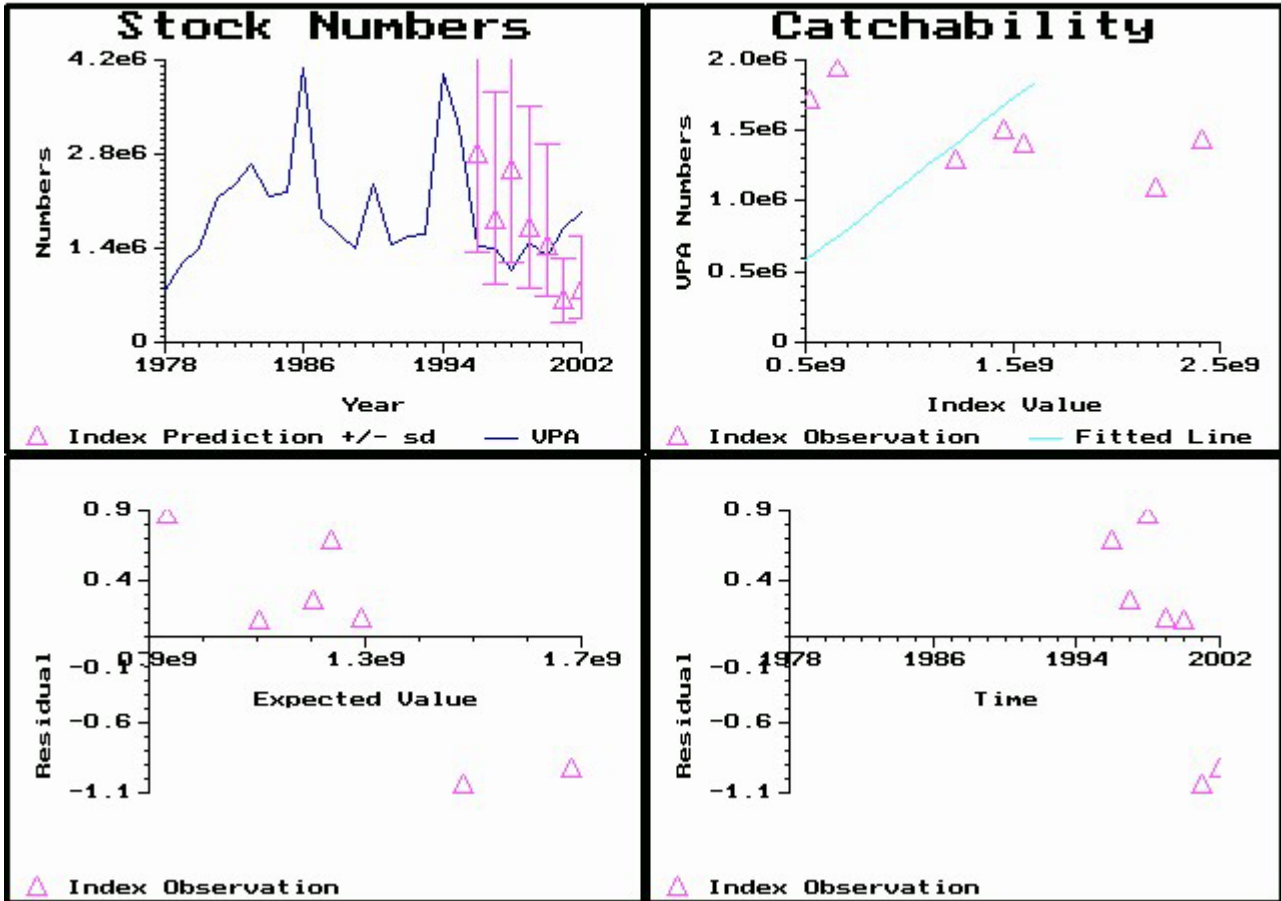 Stock Numbers
4.2e6
2.8e6
1.4e6
0
Numbers
1978 1986 1994 2002
Year
Index Prediction +/- sd VPA
Catchability
2.0e6
1.5e6
1.0e6
0.5e6
0
VPA Numbers
0.5e9 1.5e9 2.5e9
Index Value
Index Observation Fitted Line
0.9
0.4
-0.1
-0.6
-1.1
Residual
0.9e9 1.3e9 1.7e9
Expected Value
Index Observation
0.9
0.4
-0.1
-0.6
-1.1
Residual
1978 1986 1994 2002
Time
Index Observation